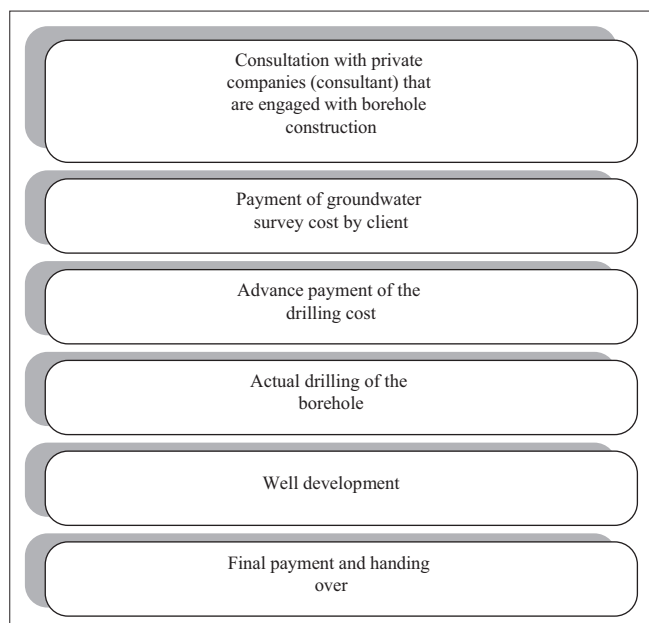 Consultation with private
companies (consultant) that
are engaged with borehole
construction
Payment of groundwater
survey cost by client
Advance payment of the
drilling cost
Actual drilling of the
borehole
Well development
Final payment and handing
over